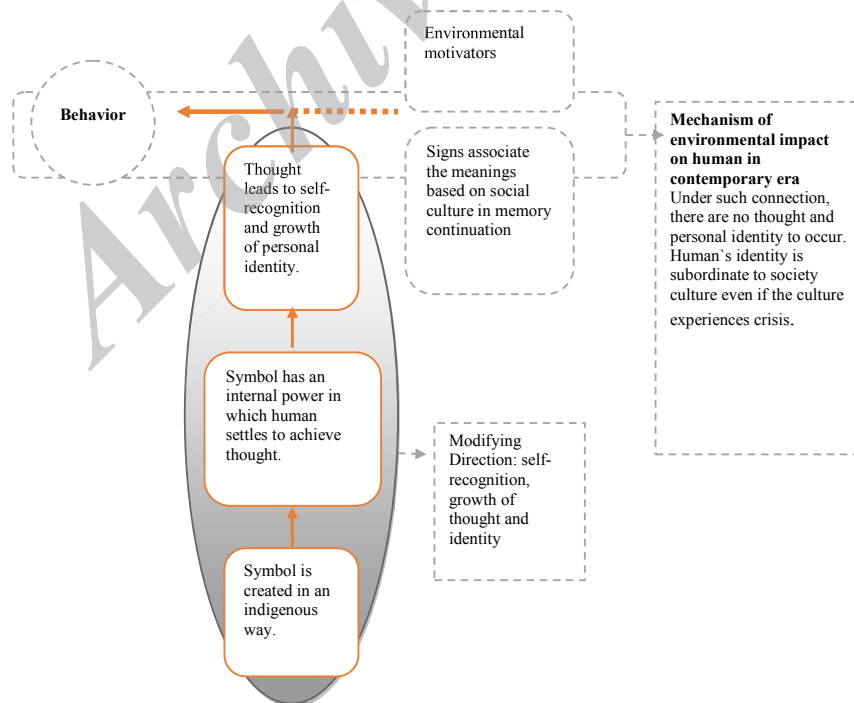 Environmental
motivators
Behavior
Signs associate
the meanings
based on social
culture in memory
continuation
Mechanism of
environmental impact
on human in
contemporary era
Under such connection,
there are no thought and
personal identity to occur.
Human`s identity is
subordinate to society
culture even if the culture
experiences crisis.
Thought
leads to self-
recognition
and growth
of personal
identity.
Symbol has an
internal power in
which human
settles to achieve
thought.
Modifying
Direction: self-
recognition,
growth of
thought and
identity
Symbol is
created in an
indigenous
way.
Archiv